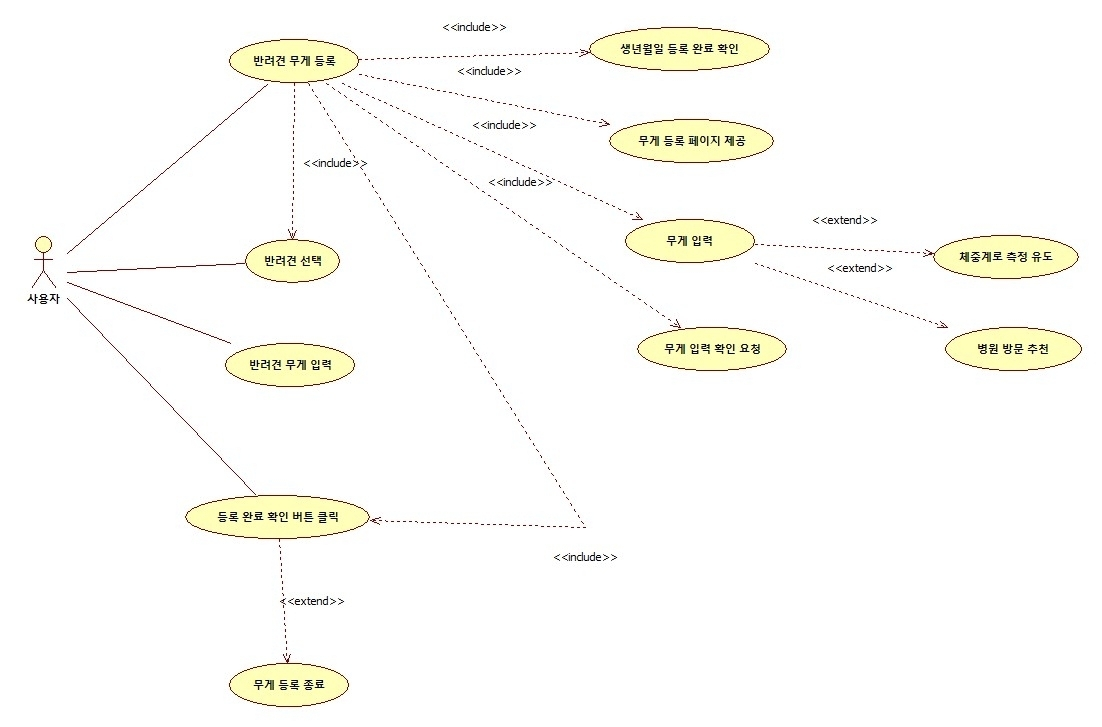 <<include>>
생년월일 등록 완료 확인
반려견 무게 등록
<<include>>
<<include>>
무게 등록 페이지 제공
<<include>>
<<include>>
<<extend>>
무게 입력
체중계로 측정 유도
반려견 선택
<<extend>>
사용자
무게 입력 확인 요청
병원 방문 추천
반려견 무게 입력
등록 완료 확인 버튼 클릭
<<include>>
<<extend>>
무게 등록 종료